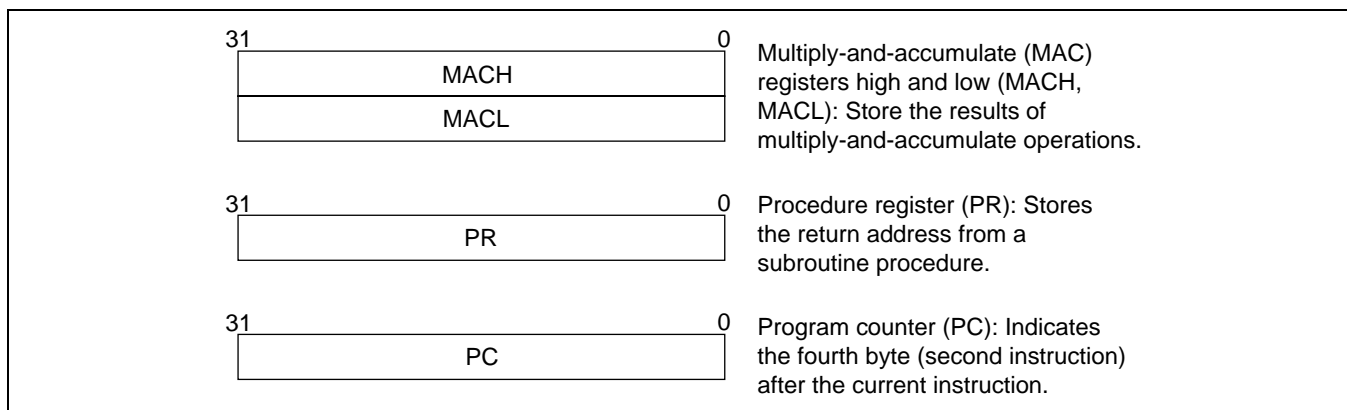 31 0
MACH
MACL
Multiply-and-accumulate (MAC)
registers high and low (MACH,
MACL): Store the results of
multiply-and-accumulate operations.
31 0
PR
Procedure register (PR): Stores
the return address from a
subroutine procedure.
31 0
PC
Program counter (PC): Indicates
the fourth byte (second instruction)
after the current instruction.